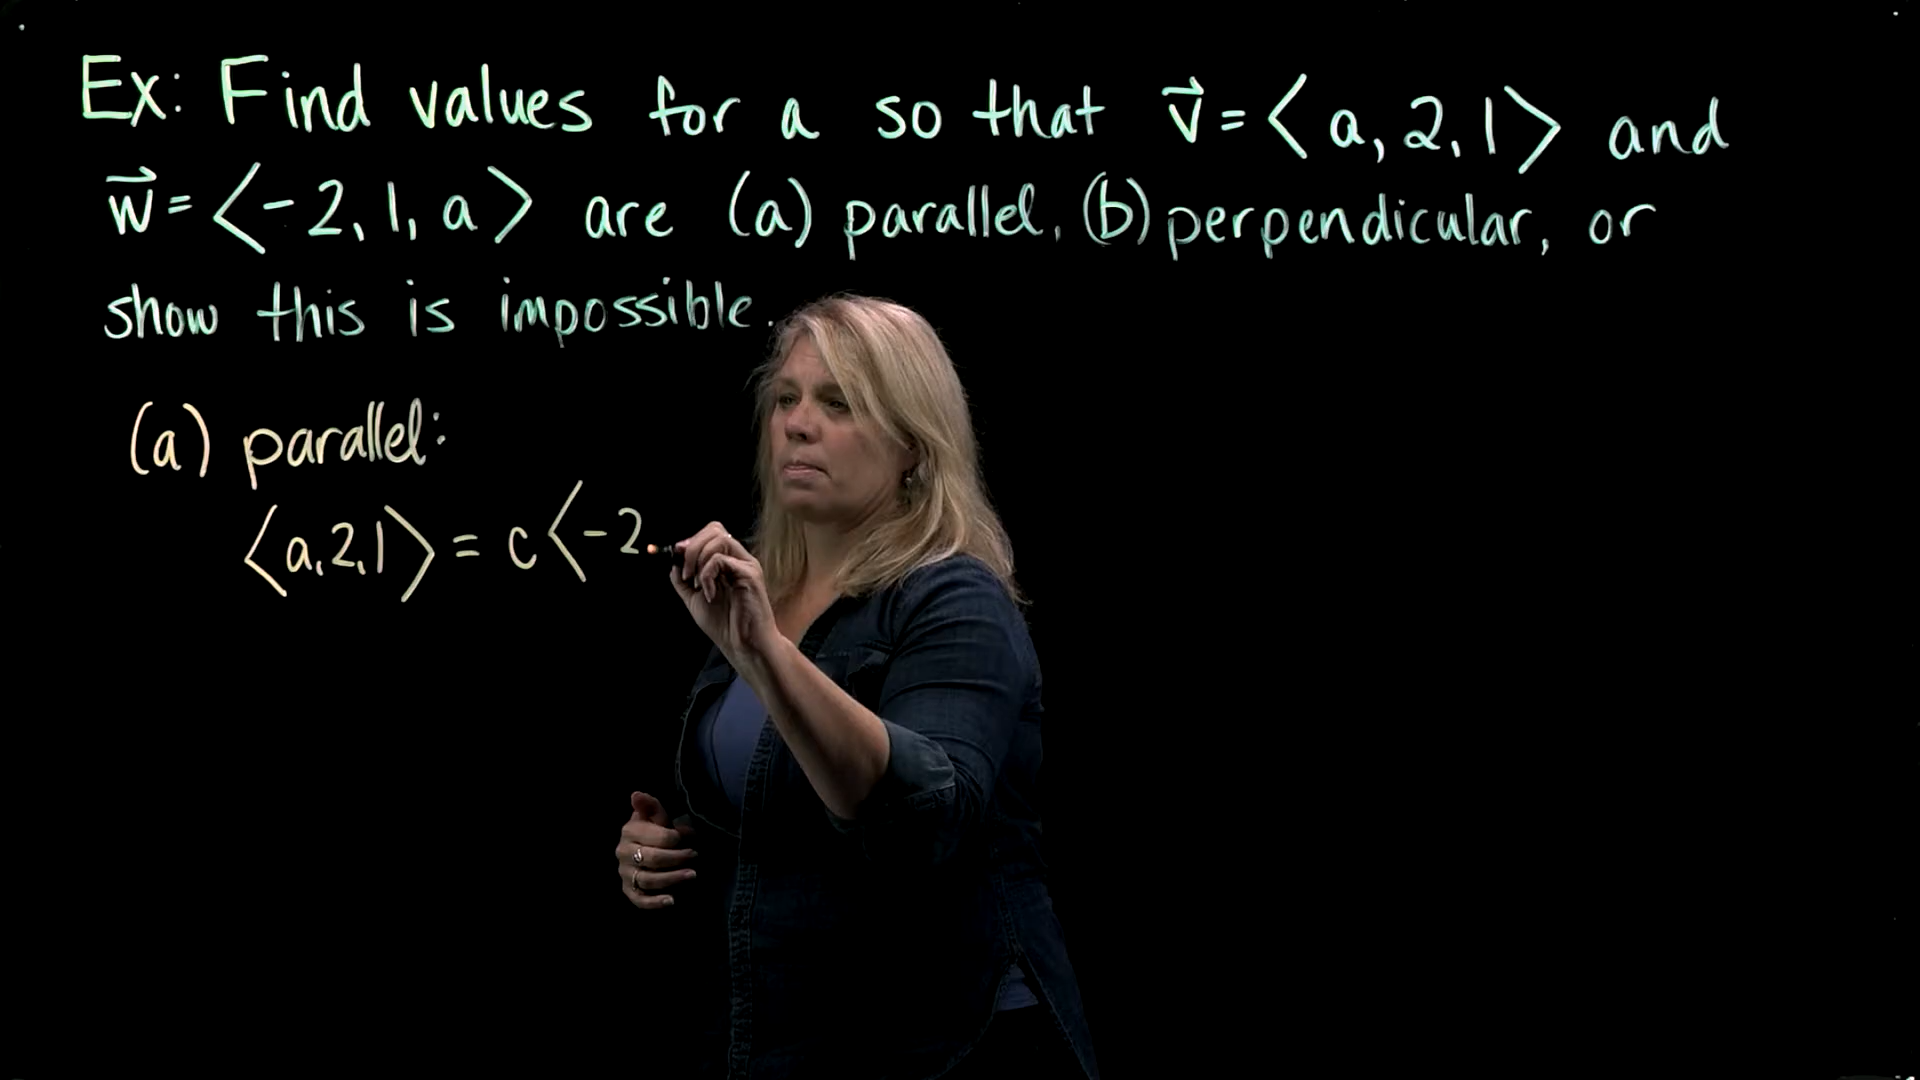 Ex: Find values for a so that v⃗ = ⟨a, 2, 1⟩ and
w⃗ = ⟨-2, 1, a⟩ are (a) parallel, (b) perpendicular, or
show this is impossible.
(a) parallel:
⟨a, 2, 1⟩ = c⟨-2,